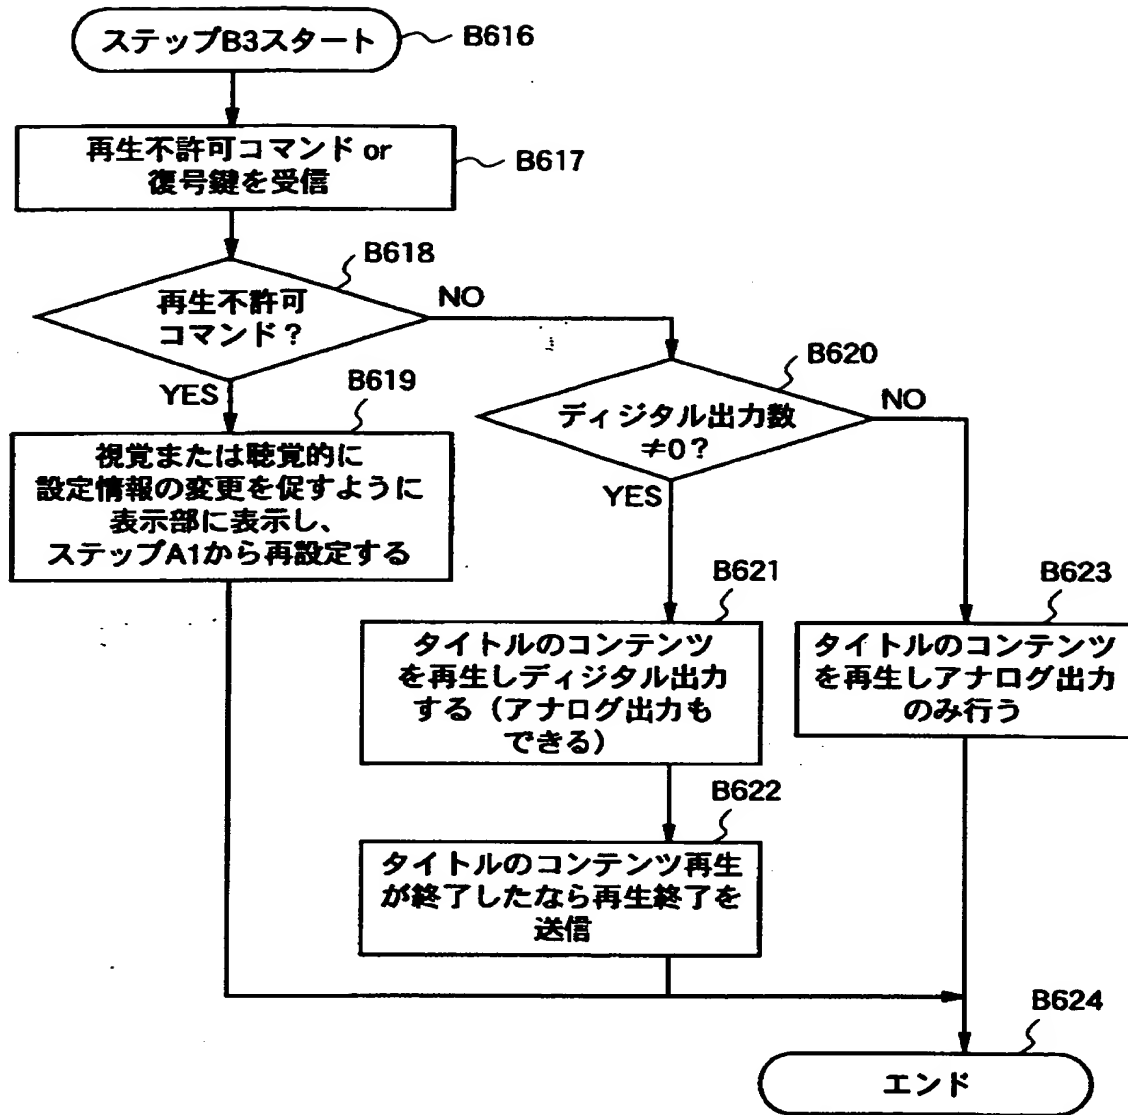 ステップB3スタート
B616
再生不許可コマンド or
復号鍵を受信
B617
B618
再生不許可
コマンド？
NO
YES
B619
視覚または聴覚的に
設定情報の変更を促すように
表示部に表示し、
ステップA1から再設定する
B620
ディジタル出力数
≠0？
NO
YES
B621
タイトルのコンテンツ
を再生しディジタル出力
する（アナログ出力も
できる）
B623
タイトルのコンテンツ
を再生しアナログ出力
のみ行う
B622
タイトルのコンテンツ再生
が終了したなら再生終了を
送信
B624
エンド